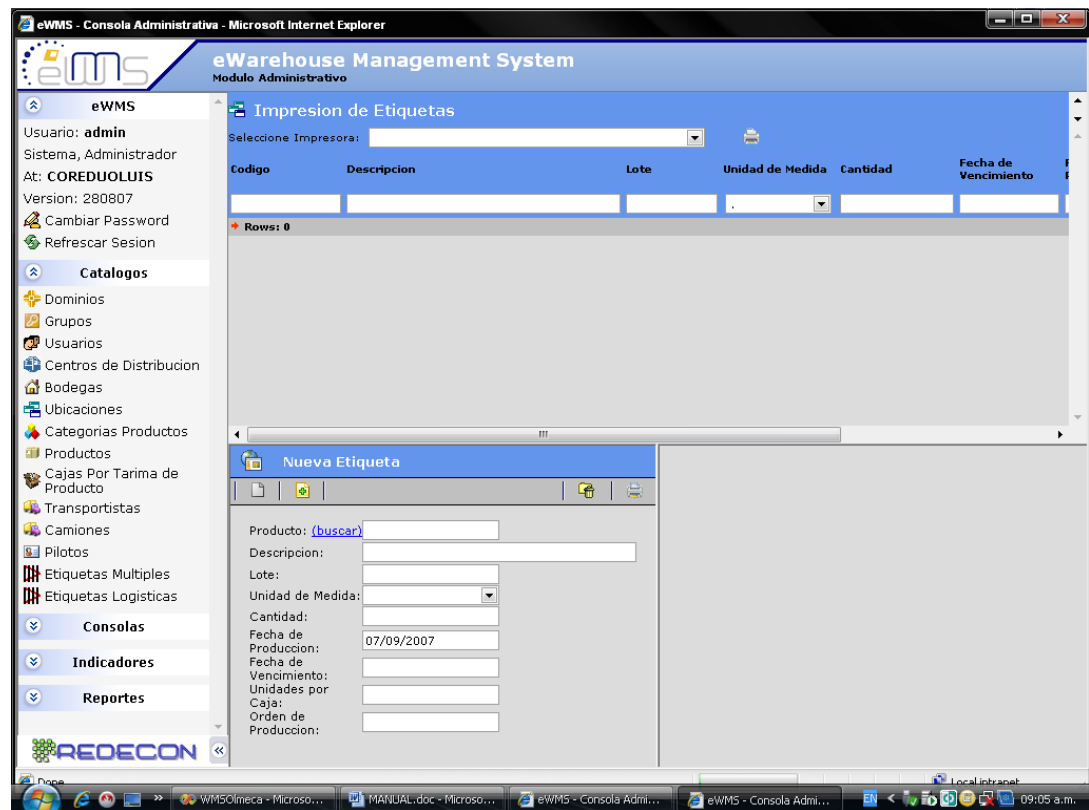 eWMS - Consola Administrativa - Microsoft Internet Explorer
eWMS
eWarehouse Management System
Modulo Administrativo
eWMS
Usuario: admin
Sistema, Administrador
At: COREDUOLUIS
Version: 280807
Cambiar Password
Refrescar Sesion
Catalogos
Dominios
Grupos
Usuarios
Centros de Distribucion
Bodegas
Ubicaciones
Categorias Productos
Productos
Cajas Por Tarima de
Producto
Transportistas
Camiones
Pilotos
Etiquetas Multiples
Etiquetas Logisticas
Consolas
Indicadores
Reportes
REDECON
Impresion de Etiquetas
Seleccione Impresora:
Codigo Descripcion Lote Unidad de Medida Cantidad Fecha de Vencimiento
.
Rows: 0
Nueva Etiqueta
Producto: (buscar)
Descripcion:
Lote:
Unidad de Medida:
Cantidad:
Fecha de
Produccion: 07/09/2007
Fecha de
Vencimiento:
Unidades por
Caja:
Orden de
Produccion:
Done Local intranet
WMSOlmeca - Microso... MANUAL.doc - Microso... eWMS - Consola Admi... eWMS - Consola Admi... EN 09:05 a.m.